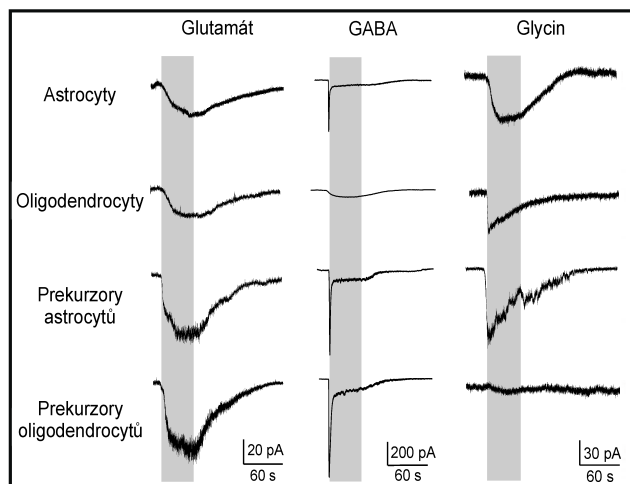 Glutamát GABA Glycin
Astrocyty
Oligodendrocyty
Prekurzory
astrocytů
Prekurzory
oligodendrocytů
20 pA 200 pA 30 pA
60 s 60 s 60 s